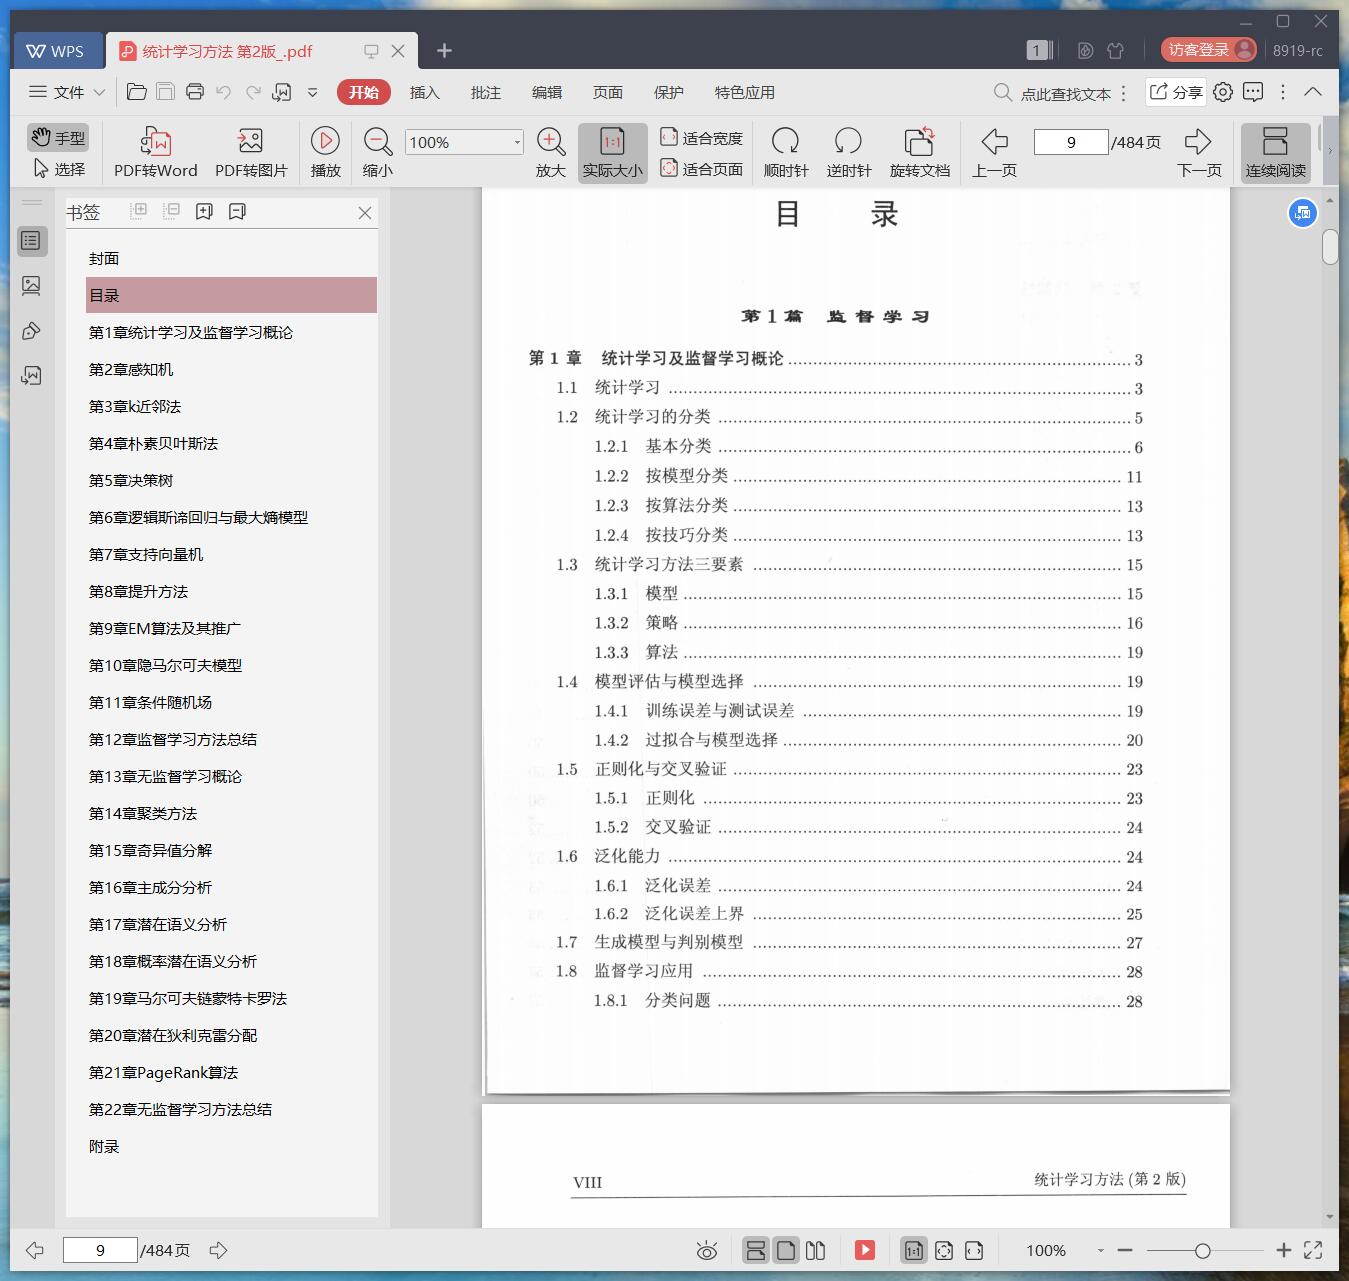 WPS
统计学习方法 第2版_.pdf
1
访客登录
8919-rc
文件
开始
插入
批注
编辑
页面
保护
特色应用
点此查找文本
分享
手型
选择
PDF转Word
PDF转图片
播放
缩小
100%
放大
1:1
实际大小
适合宽度
适合页面
顺时针
逆时针
旋转文档
上一页
9
/484页
下一页
连续阅读
书签
封面
目录
第1章统计学习及监督学习概论
第2章感知机
第3章k近邻法
第4章朴素贝叶斯法
第5章决策树
第6章逻辑斯谛回归与最大熵模型
第7章支持向量机
第8章提升方法
第9章EM算法及其推广
第10章隐马尔可夫模型
第11章条件随机场
第12章监督学习方法总结
第13章无监督学习概论
第14章聚类方法
第15章奇异值分解
第16章主成分分析
第17章潜在语义分析
第18章概率潜在语义分析
第19章马尔可夫链蒙特卡罗法
第20章潜在狄利克雷分配
第21章PageRank算法
第22章无监督学习方法总结
附录
目 录
第1篇 监督学习
第 1 章 统计学习及监督学习概论 3
1.1 统计学习 3
1.2 统计学习的分类 5
1.2.1 基本分类 6
1.2.2 按模型分类 11
1.2.3 按算法分类 13
1.2.4 按技巧分类 13
1.3 统计学习方法三要素 15
1.3.1 模型 15
1.3.2 策略 16
1.3.3 算法 19
1.4 模型评估与模型选择 19
1.4.1 训练误差与测试误差 19
1.4.2 过拟合与模型选择 20
1.5 正则化与交叉验证 23
1.5.1 正则化 23
1.5.2 交叉验证 24
1.6 泛化能力 24
1.6.1 泛化误差 24
1.6.2 泛化误差上界 25
1.7 生成模型与判别模型 27
1.8 监督学习应用 28
1.8.1 分类问题 28
VIII
统计学习方法 (第 2 版)
9
/484页
1:1
100%